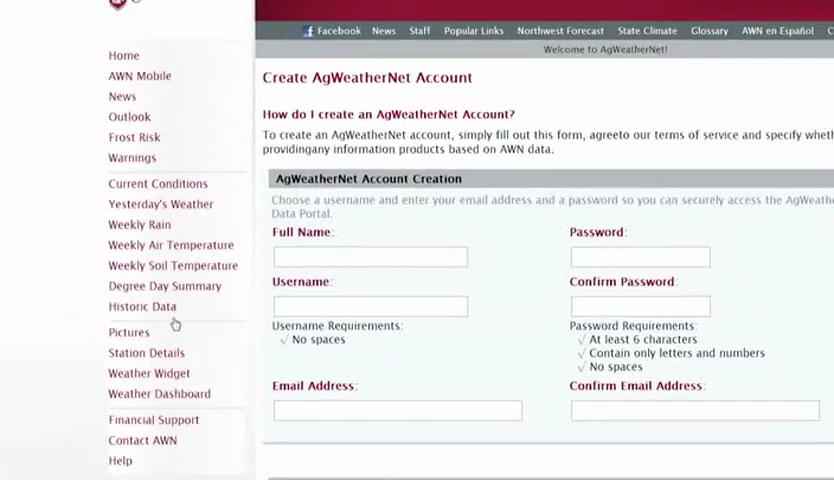 Facebook News Staff Popular Links Northwest Forecast State Climate Glossary AWN en Español
Welcome to AgWeatherNet!
Home
AWN Mobile
News
Outlook
Frost Risk
Warnings
Current Conditions
Yesterday's Weather
Weekly Rain
Weekly Air Temperature
Weekly Soil Temperature
Degree Day Summary
Historic Data
Pictures
Station Details
Weather Widget
Weather Dashboard
Financial Support
Contact AWN
Help
Create AgWeatherNet Account
How do I create an AgWeatherNet Account?
To create an AgWeatherNet account, simply fill out this form, agreeto our terms of service and specify
providingany information products based on AWN data.
AgWeatherNet Account Creation
Choose a username and enter your email address and a password so you can securely access the
Data Portal.
Full Name:
Password:
Username:
Confirm Password:
Username Requirements:
√ No spaces
Password Requirements:
√ At least 6 characters
√ Contain only letters and numbers
√ No spaces
Email Address:
Confirm Email Address: